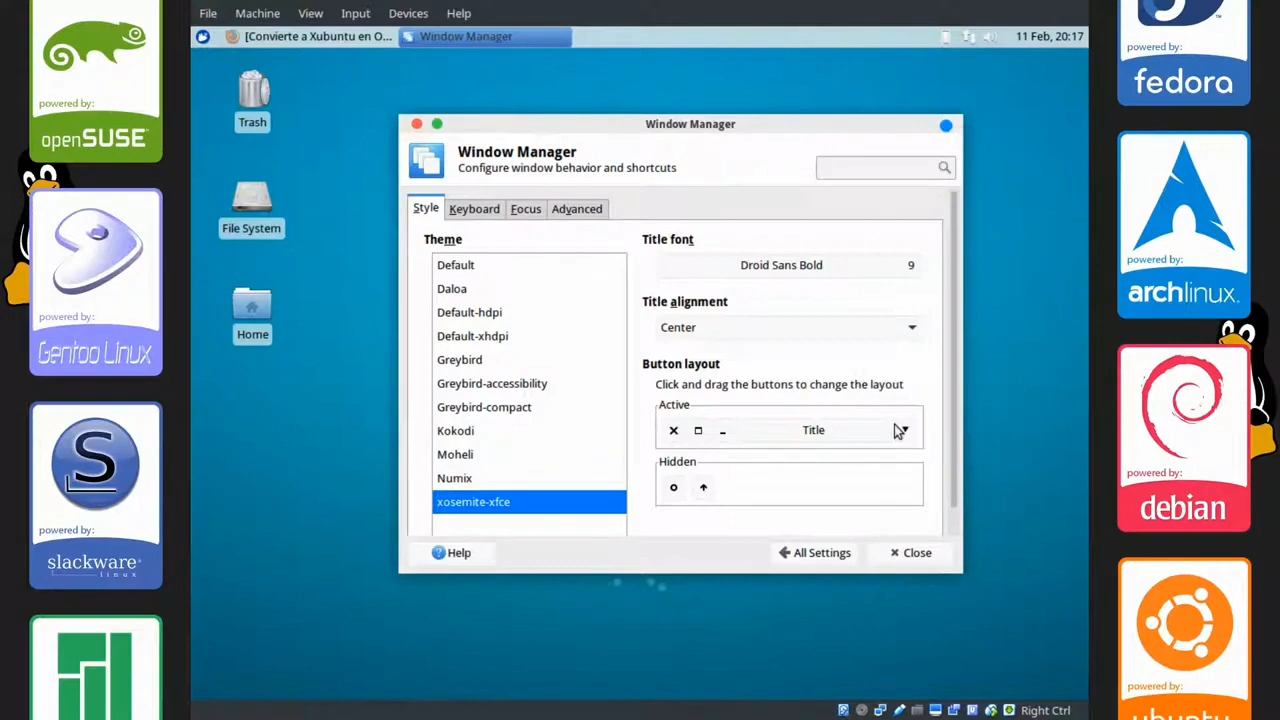 File Machine View Input Devices Help
[Convierte a Xubuntu en O...
Window Manager
11 Feb, 20:17
Trash
File System
Home
Window Manager
Window Manager
Configure window behavior and shortcuts
Style
Keyboard
Focus
Advanced
Theme
Default
Daloa
Default-hdpi
Default-xhdpi
Greybird
Greybird-accessibility
Greybird-compact
Kokodi
Moheli
Numix
xosemite-xfce
Title font
Droid Sans Bold 9
Title alignment
Center
Button layout
Click and drag the buttons to change the layout
Active
Title
Hidden
Help
All Settings
Close
Right Ctrl
powered by:
openSUSE
powered by:
Gentoo Linux
powered by:
slackware
linux
TM
powered by:
fedora
powered by:
archlinux
powered by:
debian
powered by:
ubuntu